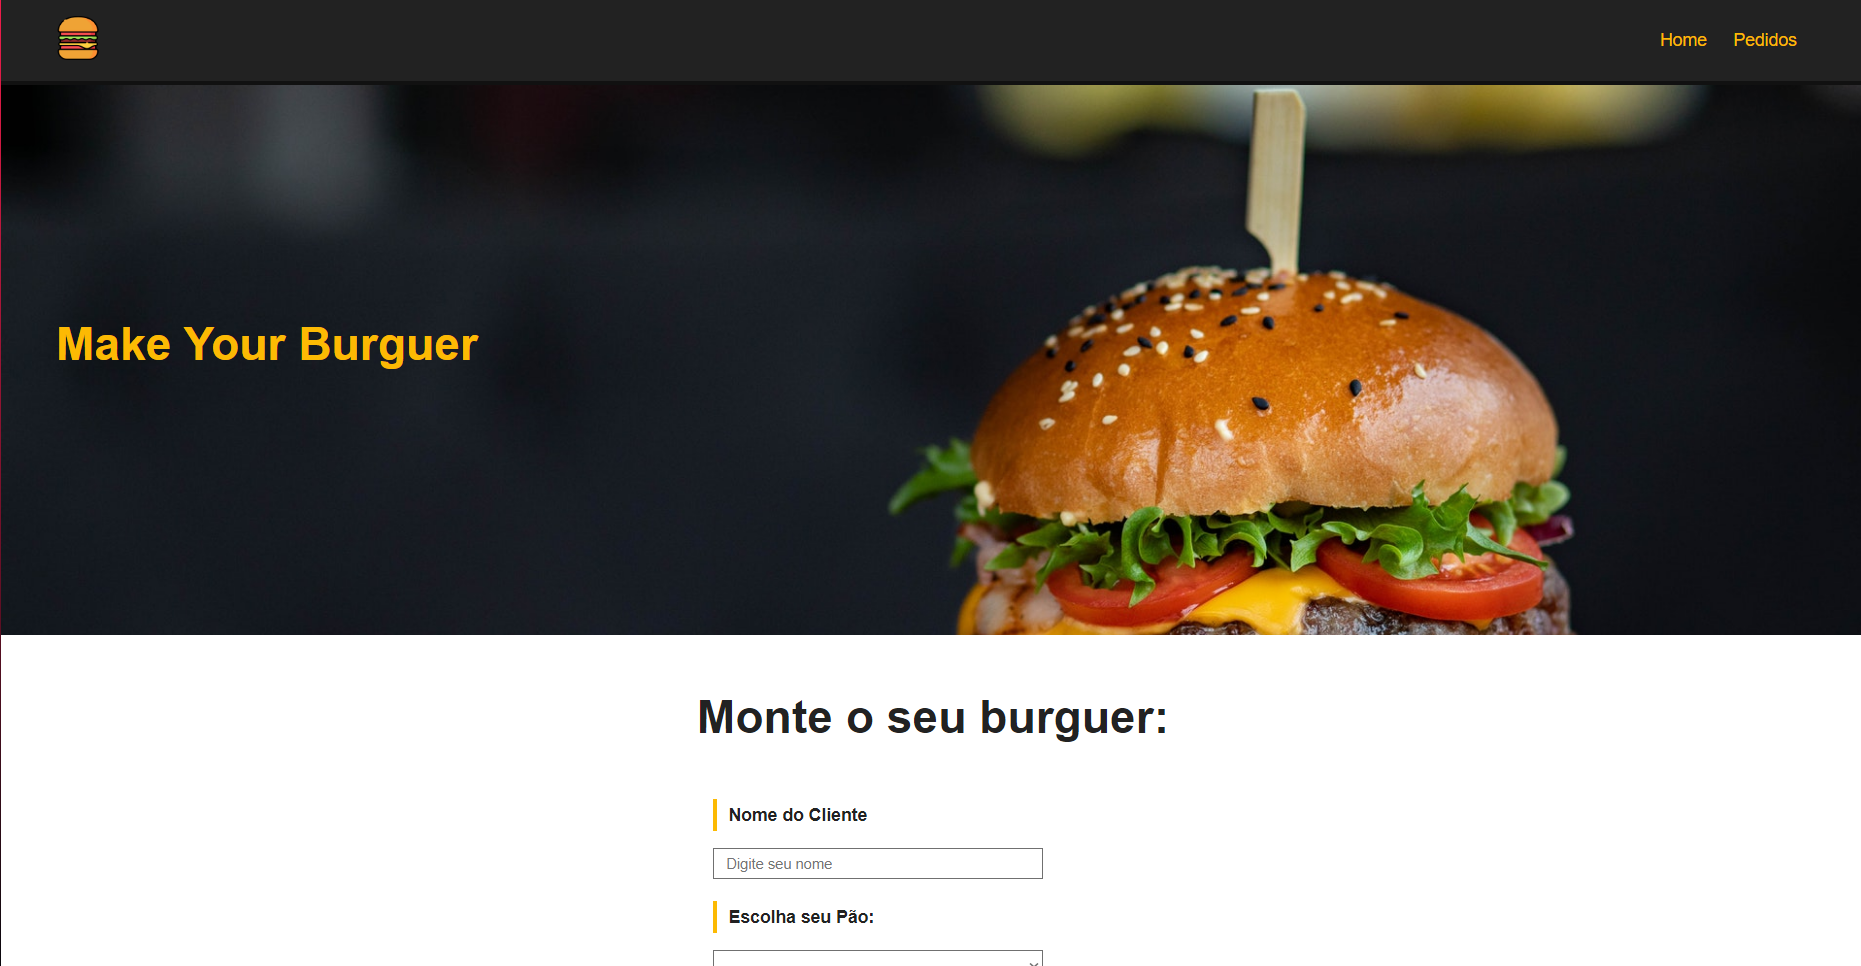 Home Pedidos
Make Your Burguer
Monte o seu burguer:
Nome do Cliente
Digite seu nome
Escolha seu Pão: